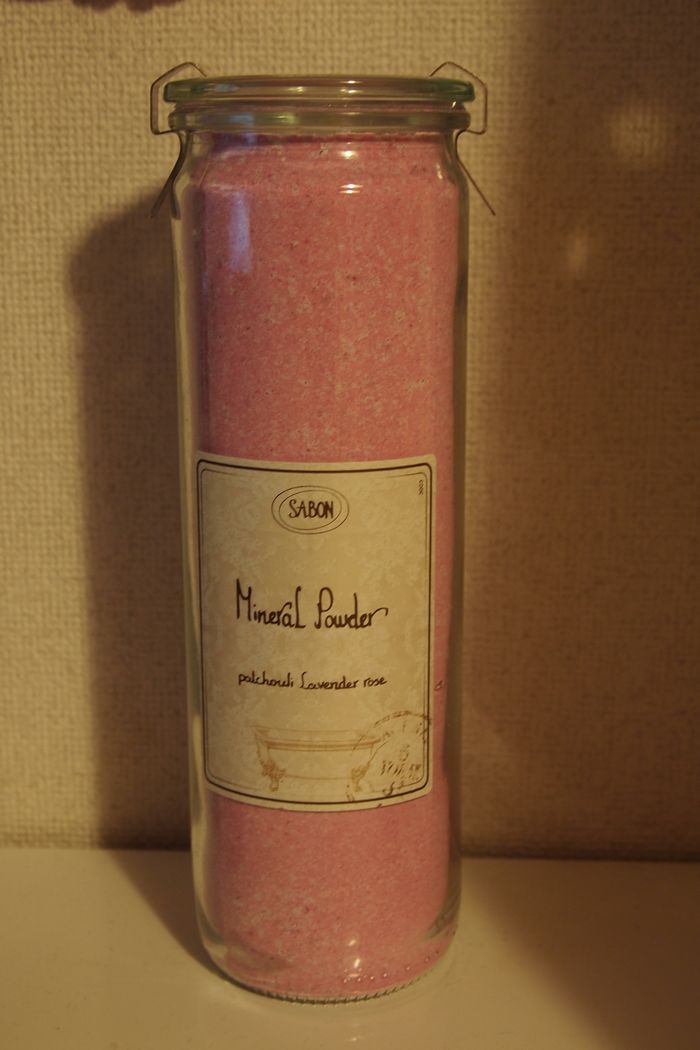 SABON
Mineral Powder
patchouli Lavender rose